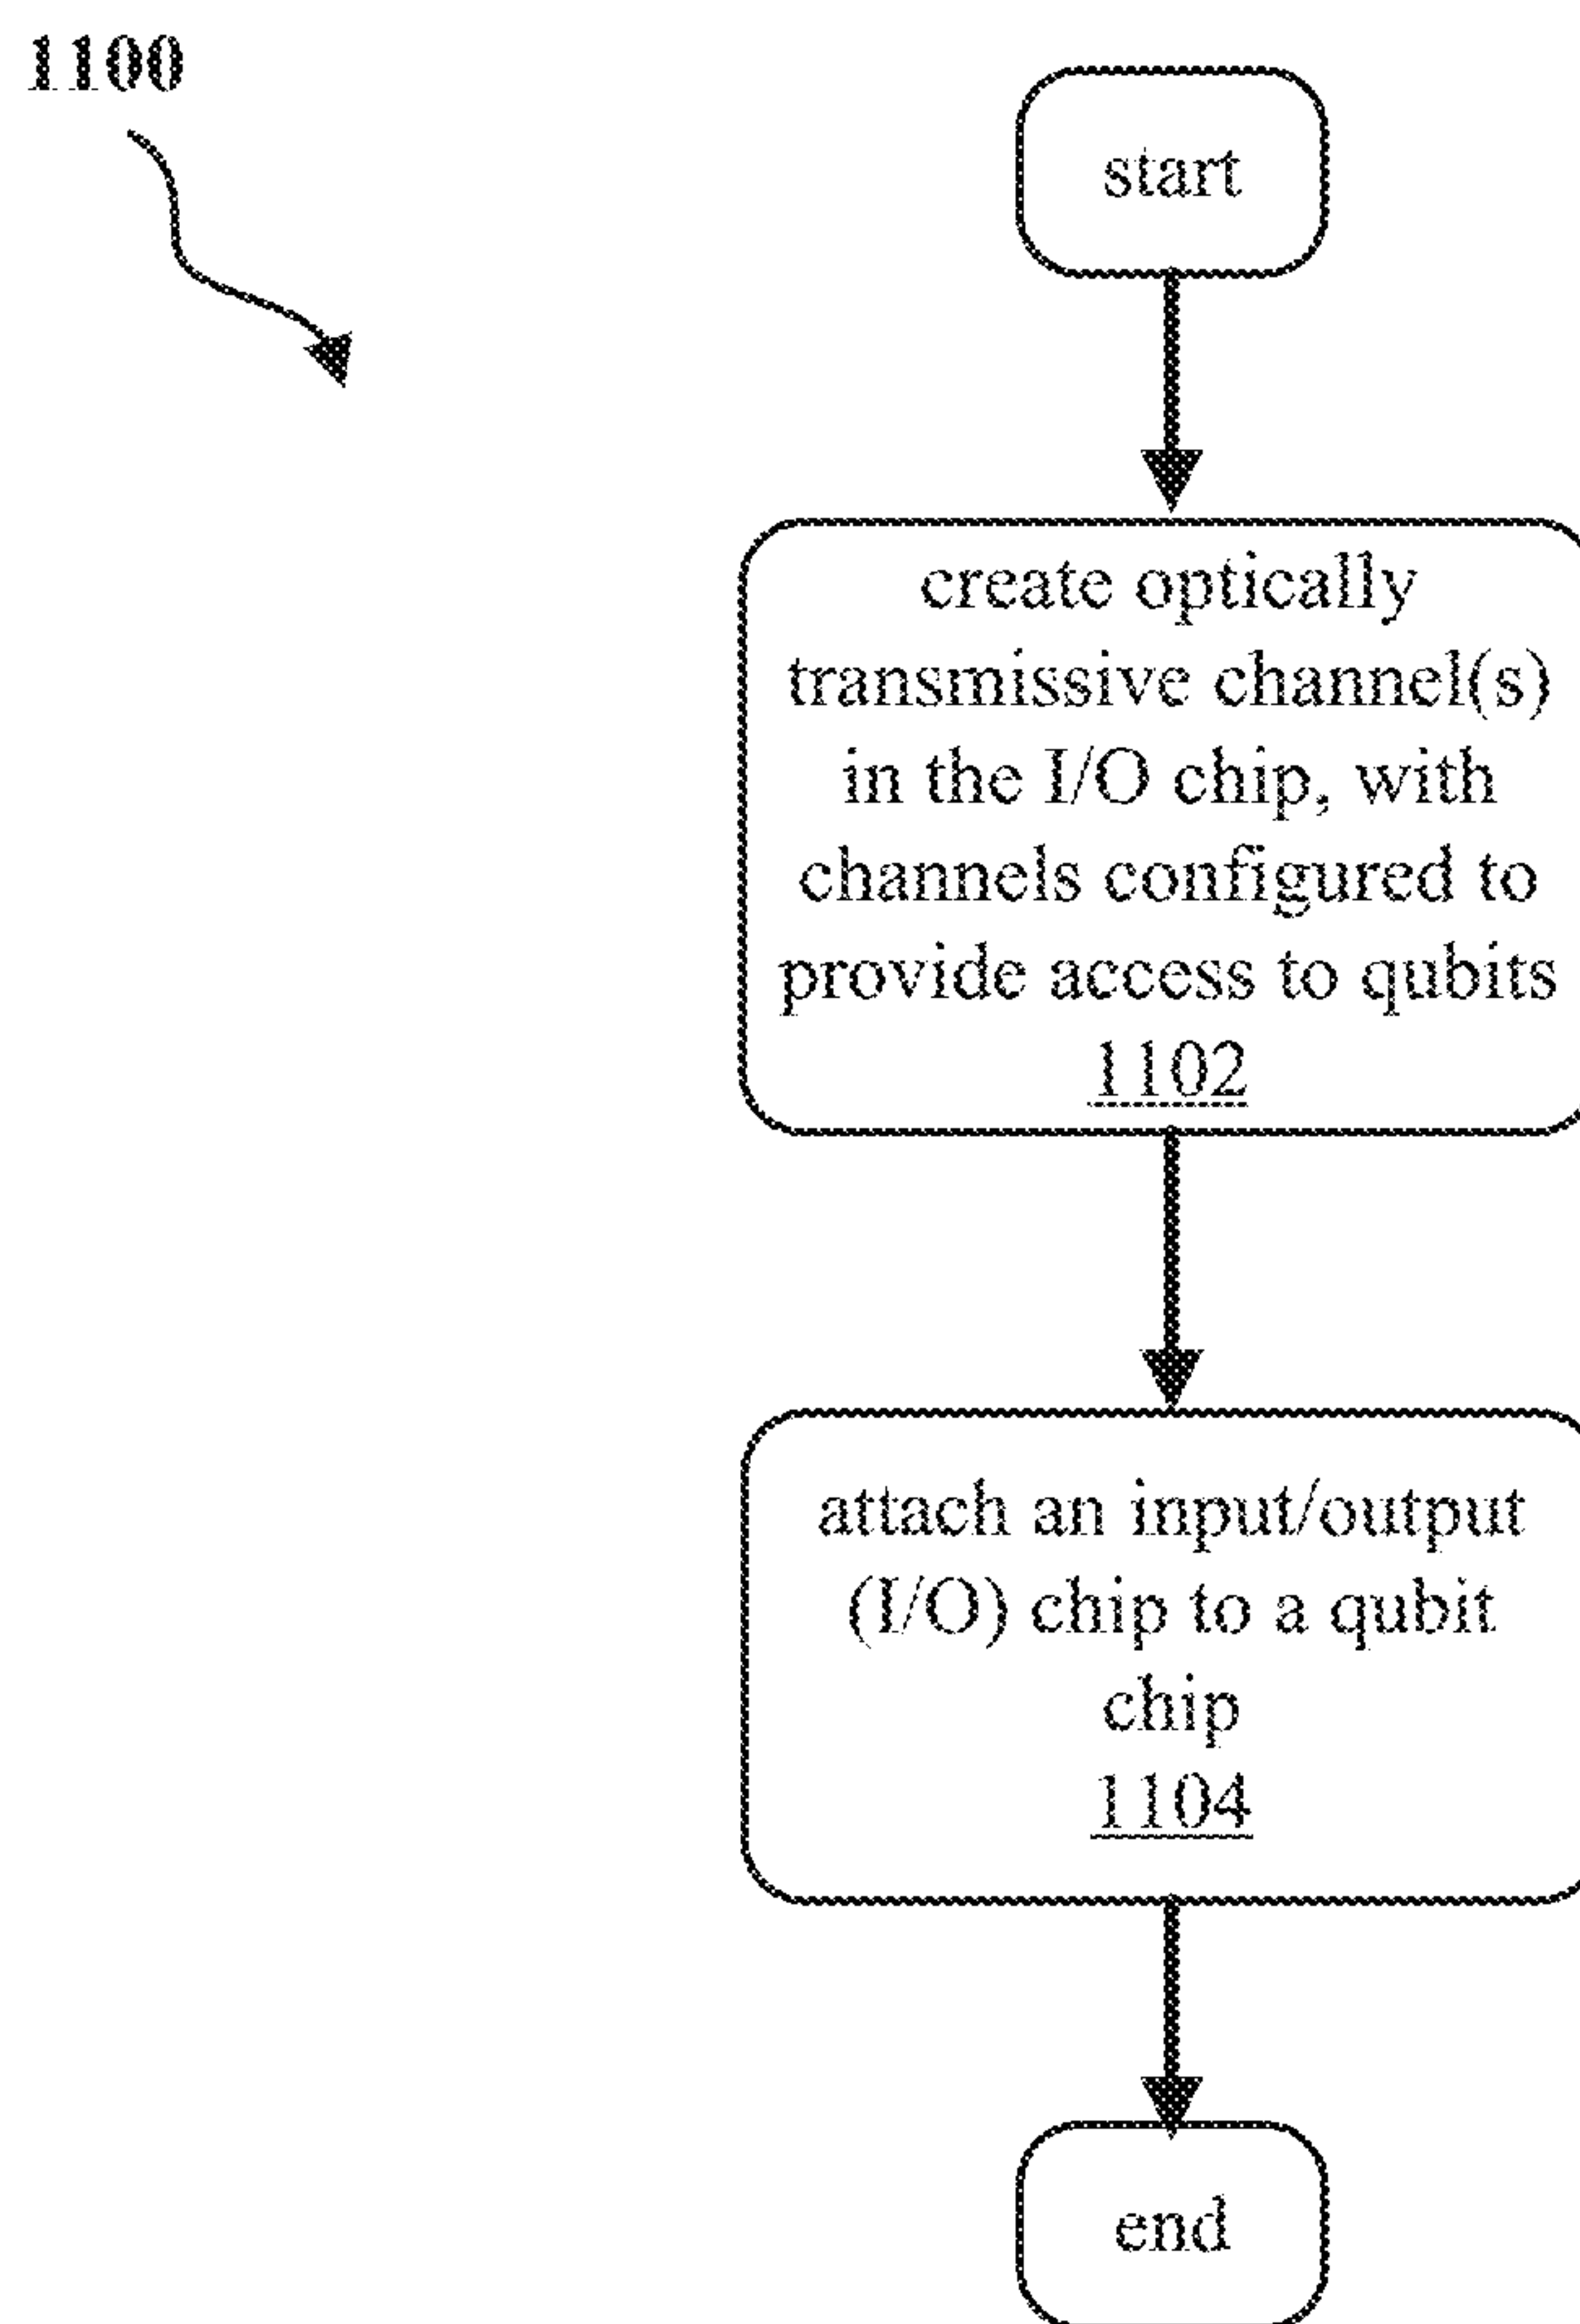 1100
start
create optically
transmissive channel(s)
in the I/O chip, with
channels configured to
provide access to qubits
1102
attach an input/output
(I/O) chip to a qubit
chip
1104
end